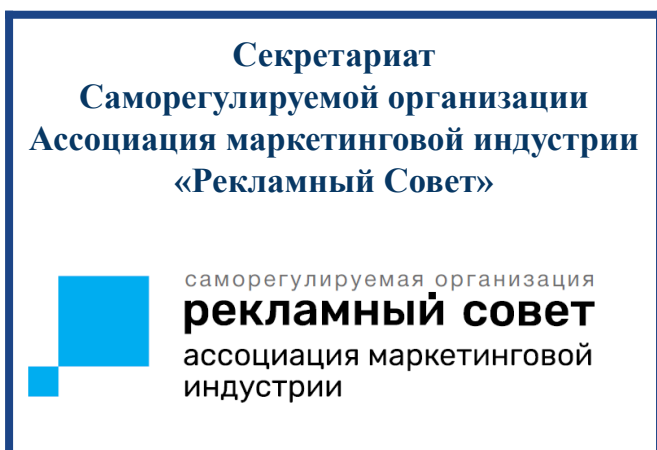 Секретариат
Саморегулируемой организации
Ассоциация маркетинговой индустрии
«Рекламный Совет»
саморегулируемая организация
рекламный совет
ассоциация маркетинговой
индустрии